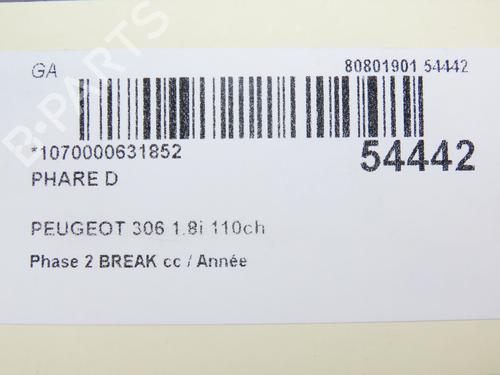 GA 80801901 54442
*1070000631852 54442
PHARE D
PEUGEOT 306 1.8i 110ch
Phase 2 BREAK cc / Année
B-PARTS